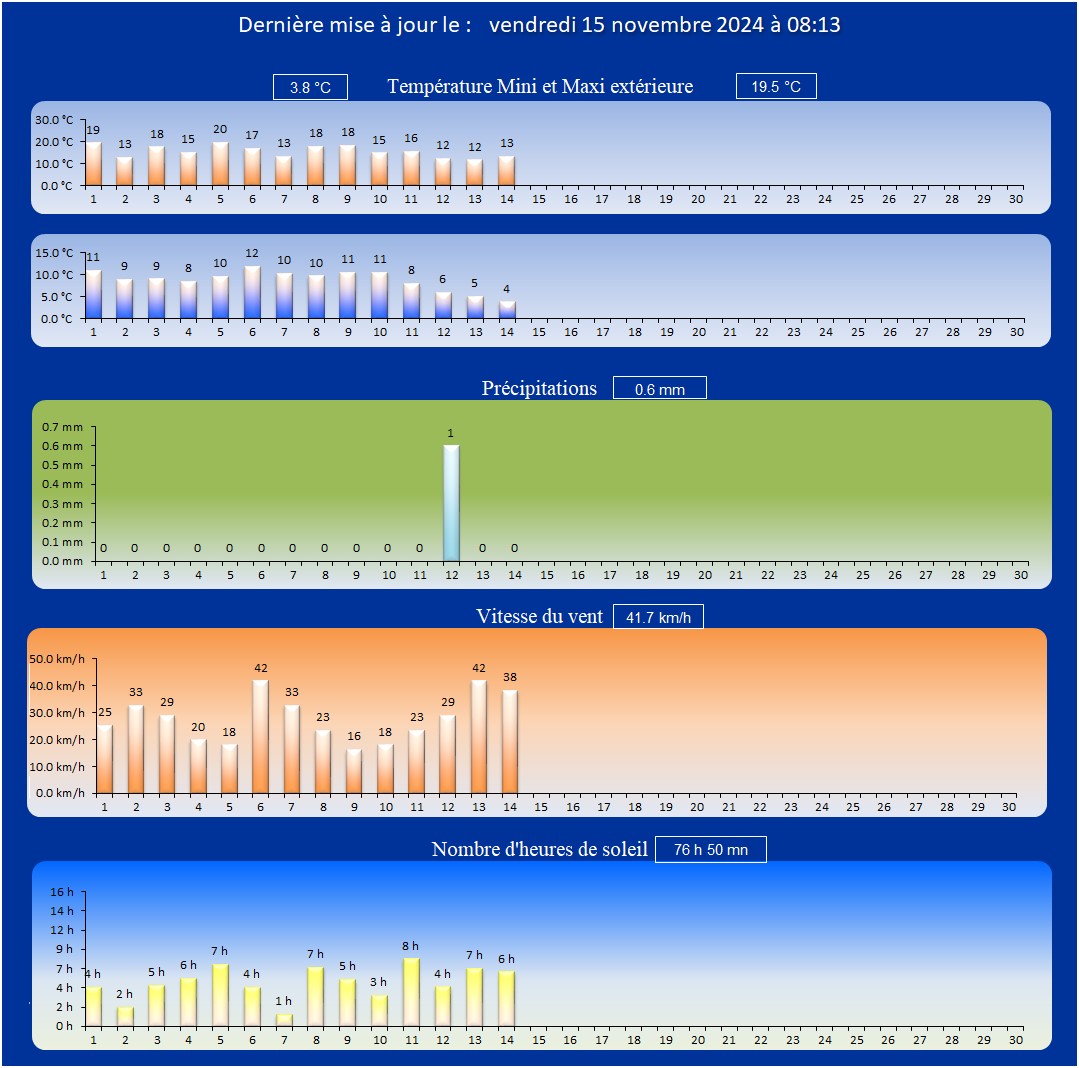 Dernière mise à jour le : vendredi 15 novembre 2024 à 08:13
3.8 °C Température Mini et Maxi extérieure 19.5 °C
30.0 °C
20.0 °C
10.0 °C
0.0 °C
19 13 18 15 20 17 13 18 18 15 16 12 12 13
1 2 3 4 5 6 7 8 9 10 11 12 13 14 15 16 17 18 19 20 21 22 23 24 25 26 27 28 29 30
15.0 °C
10.0 °C
5.0 °C
0.0 °C
11 9 9 8 10 12 10 10 11 11 8 6 5 4
1 2 3 4 5 6 7 8 9 10 11 12 13 14 15 16 17 18 19 20 21 22 23 24 25 26 27 28 29 30
Précipitations 0.6 mm
0.7 mm
0.6 mm
0.5 mm
0.4 mm
0.3 mm
0.2 mm
0.1 mm
0.0 mm
0 0 0 0 0 0 0 0 0 0 0 1 0 0
1 2 3 4 5 6 7 8 9 10 11 12 13 14 15 16 17 18 19 20 21 22 23 24 25 26 27 28 29 30
Vitesse du vent 41.7 km/h
50.0 km/h
40.0 km/h
30.0 km/h
20.0 km/h
10.0 km/h
0.0 km/h
25 33 29 20 18 42 33 23 16 18 23 29 42 38
1 2 3 4 5 6 7 8 9 10 11 12 13 14 15 16 17 18 19 20 21 22 23 24 25 26 27 28 29 30
Nombre d'heures de soleil 76 h 50 mn
16 h
14 h
12 h
9 h
7 h
4 h
2 h
0 h
4 h 2 h 5 h 6 h 7 h 4 h 1 h 7 h 5 h 3 h 8 h 4 h 7 h 6 h
1 2 3 4 5 6 7 8 9 10 11 12 13 14 15 16 17 18 19 20 21 22 23 24 25 26 27 28 29 30